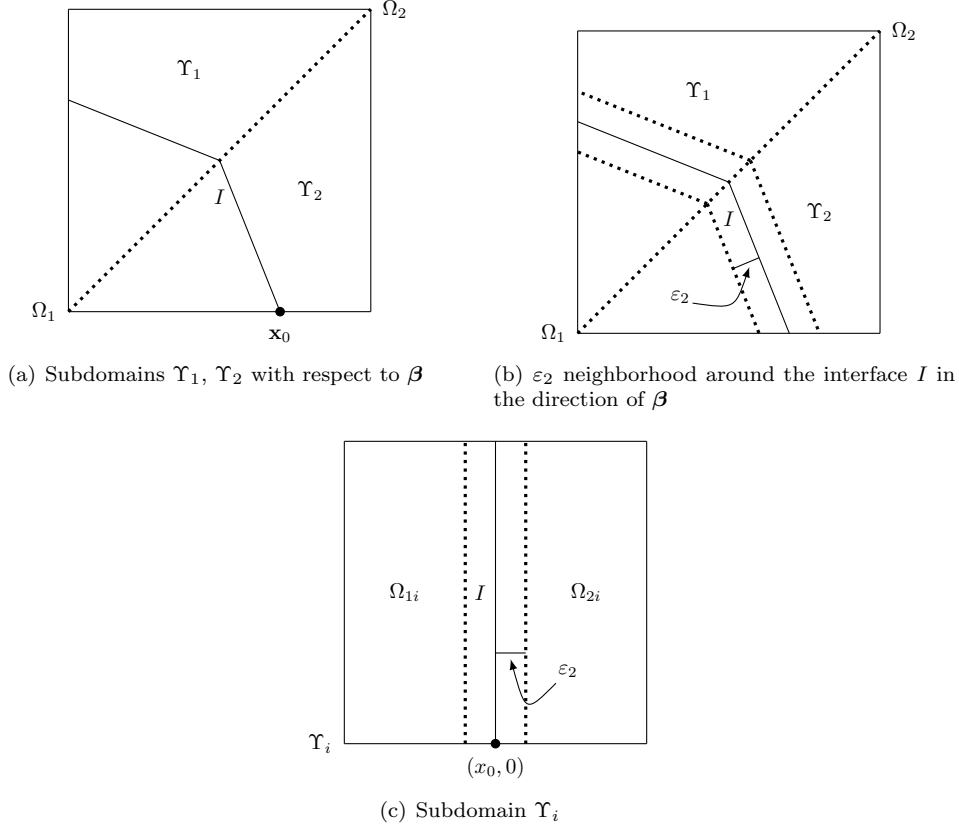 Ω₂
Υ₁
Υ₂
I
Ω₁
x₀
(a) Subdomains Υ₁, Υ₂ with respect to β
Ω₂
Υ₁
Υ₂
I
ε₂
Ω₁
(b) ε₂ neighborhood around the interface I in
the direction of β
Ω₁ᵢ
I
Ω₂ᵢ
ε₂
Υᵢ
(x₀, 0)
(c) Subdomain Υᵢ